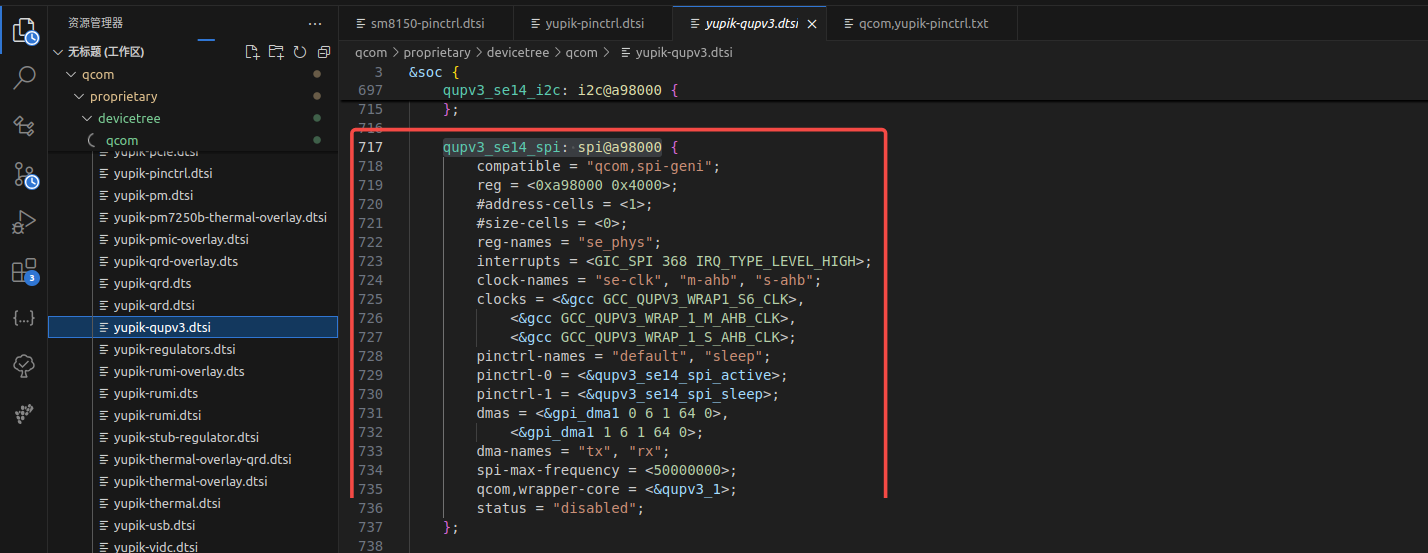 资源管理器
无标题 (工作区)
qcom
proprietary
devicetree
qcom
yupik-pcie.dtsi
yupik-pinctrl.dtsi
yupik-pm.dtsi
yupik-pm7250b-thermal-overlay.dtsi
yupik-pmic-overlay.dtsi
yupik-qrd-overlay.dts
yupik-qrd.dts
yupik-qrd.dtsi
yupik-qupv3.dtsi
yupik-regulators.dtsi
yupik-rumi-overlay.dts
yupik-rumi.dts
yupik-rumi.dtsi
yupik-stub-regulator.dtsi
yupik-thermal-overlay-qrd.dtsi
yupik-thermal-overlay.dtsi
yupik-thermal.dtsi
yupik-usb.dtsi
yupik-vidc.dtsi
3
sm8150-pinctrl.dtsi yupik-pinctrl.dtsi yupik-qupv3.dtsi qcom,yupik-pinctrl.txt
qcom > proprietary > devicetree > qcom > yupik-qupv3.dtsi
3 &soc {
697 qupv3_se14_i2c: i2c@a98000 {
715 };
716
717 qupv3_se14_spi: spi@a98000 {
718 compatible = "qcom,spi-geni";
719 reg = <0xa98000 0x4000>;
720 #address-cells = <1>;
721 #size-cells = <0>;
722 reg-names = "se_phys";
723 interrupts = <GIC_SPI 368 IRQ_TYPE_LEVEL_HIGH>;
724 clock-names = "se-clk", "m-ahb", "s-ahb";
725 clocks = <&gcc GCC_QUPV3_WRAP1_S6_CLK>,
726 <&gcc GCC_QUPV3_WRAP_1_M_AHB_CLK>,
727 <&gcc GCC_QUPV3_WRAP_1_S_AHB_CLK>;
728 pinctrl-names = "default", "sleep";
729 pinctrl-0 = <&qupv3_se14_spi_active>;
730 pinctrl-1 = <&qupv3_se14_spi_sleep>;
731 dmas = <&gpi_dma1 0 6 1 64 0>,
732 <&gpi_dma1 1 6 1 64 0>;
733 dma-names = "tx", "rx";
734 spi-max-frequency = <50000000>;
735 qcom,wrapper-core = <&qupv3_1>;
736 status = "disabled";
737 };
738